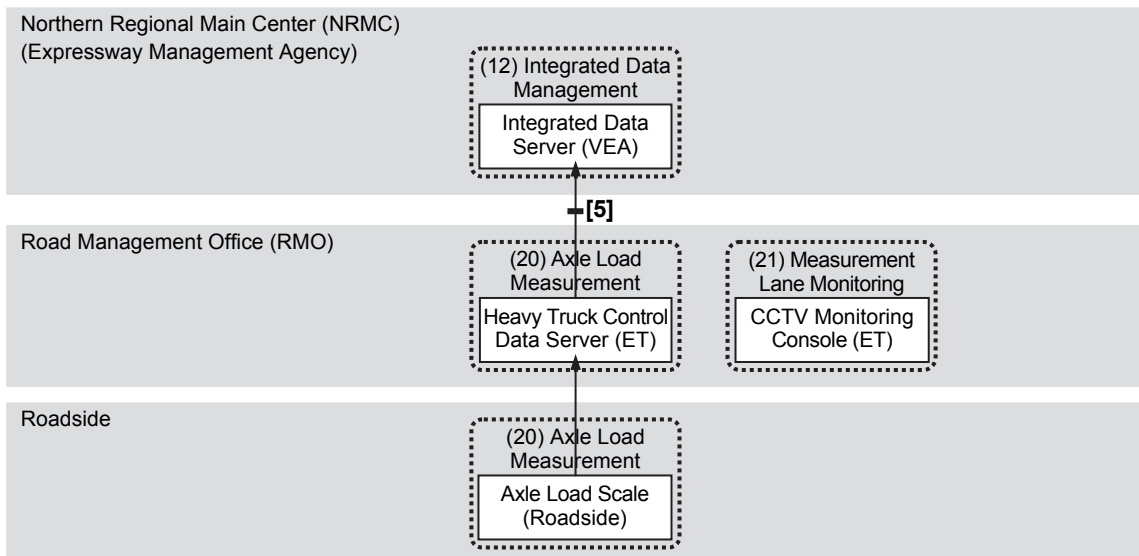 Northern Regional Main Center (NRMC)
(Expressway Management Agency)
(12) Integrated Data
Management
Integrated Data
Server (VEA)
[5]
Road Management Office (RMO)
(20) Axle Load
Measurement
Heavy Truck Control
Data Server (ET)
(21) Measurement
Lane Monitoring
CCTV Monitoring
Console (ET)
Roadside
(20) Axle Load
Measurement
Axle Load Scale
(Roadside)